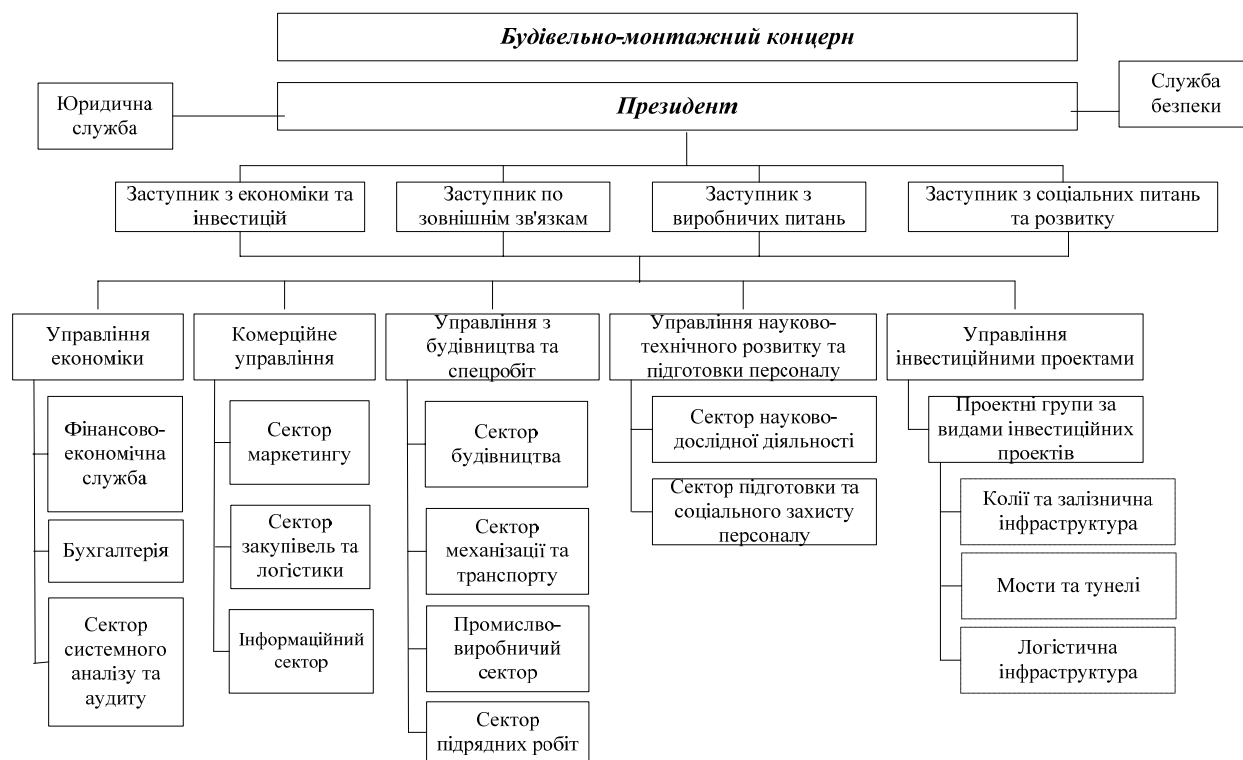 Будівельно-монтажний концерн
Юридична
служба
Президент
Служба
безпеки
Заступник з економіки та
інвестицій
Заступник по
зовнішнім зв'язкам
Заступник з
виробничих питань
Заступник з соціальних питань
та розвитку
Управління
економіки
Комерційне
управління
Управління з
будівництва та
спецробіт
Управління науково-
технічного розвитку та
підготовки персоналу
Управління
інвестиційними проектами
Фінансово-
економічна
служба
Бухгалтерія
Сектор
системного
аналізу та
аудиту
Сектор
маркетингу
Сектор
закупівель та
логістики
Інформаційний
сектор
Сектор
будівництва
Сектор
механізації та
транспорту
Промислво-
виробничий
сектор
Сектор
підрядних робіт
Сектор науково-
дослідної діяльності
Сектор підготовки та
соціального захисту
персоналу
Проектні групи за
видами інвестиційних
проектів
Колії та залізнична
інфраструктура
Мости та тунелі
Логістична
інфраструктура